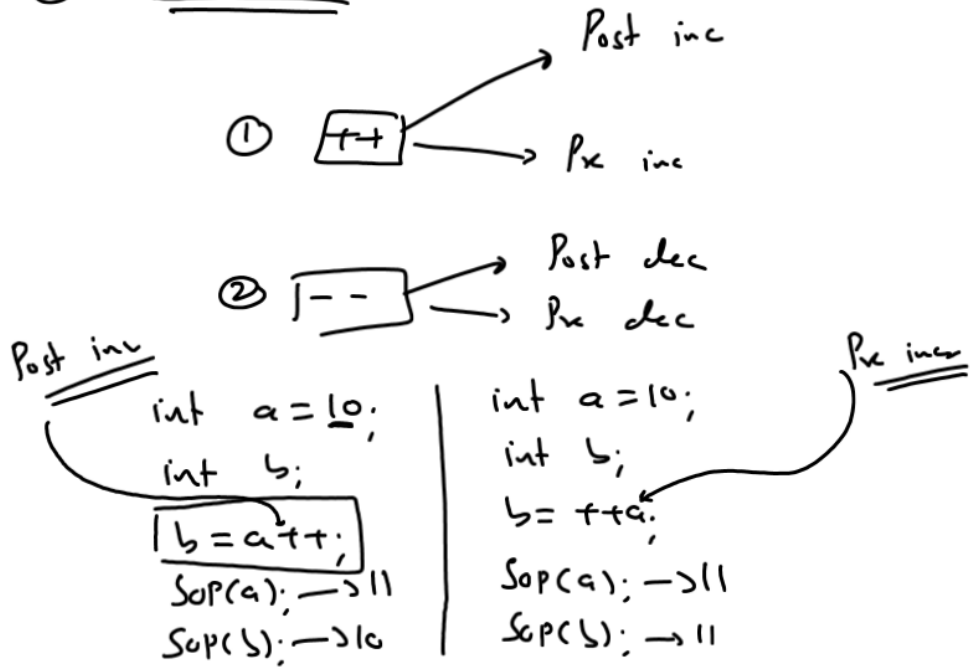 Post inc
① ++
Pre inc
Post dec
② --
Pre dec
Post inc
int a = 10;
int b;
b = a++;
Sop(a); → 11
Sop(b); → 10
Pre incr
int a = 10;
int b;
b = ++a;
Sop(a); → 11
Sop(b); → 11